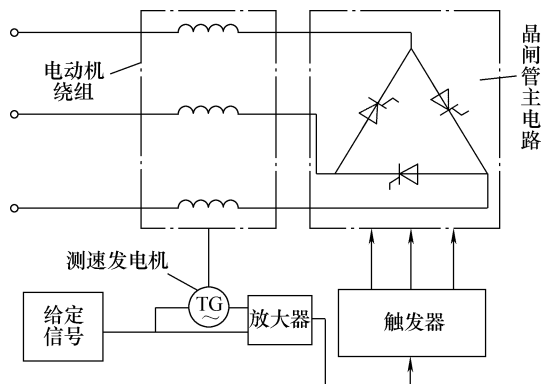 电动机
绕组
晶闸管主电路
测速发电机
TG
给定
信号
放大器
触发器